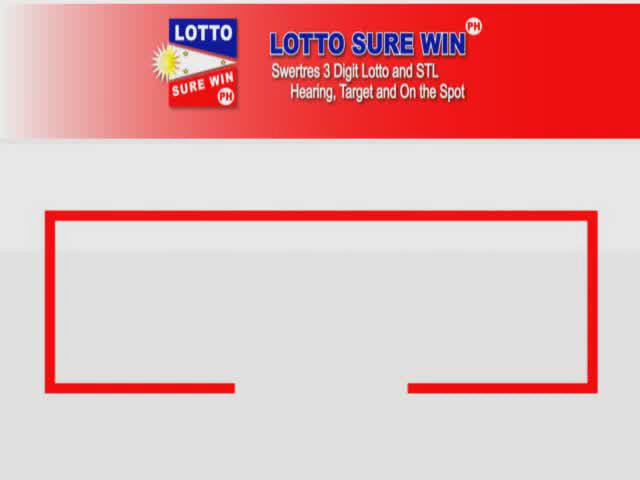 LOTTO
SURE WIN
PH
LOTTO SURE WIN PH
Swertres 3 Digit Lotto and STL
Hearing, Target and On the Spot